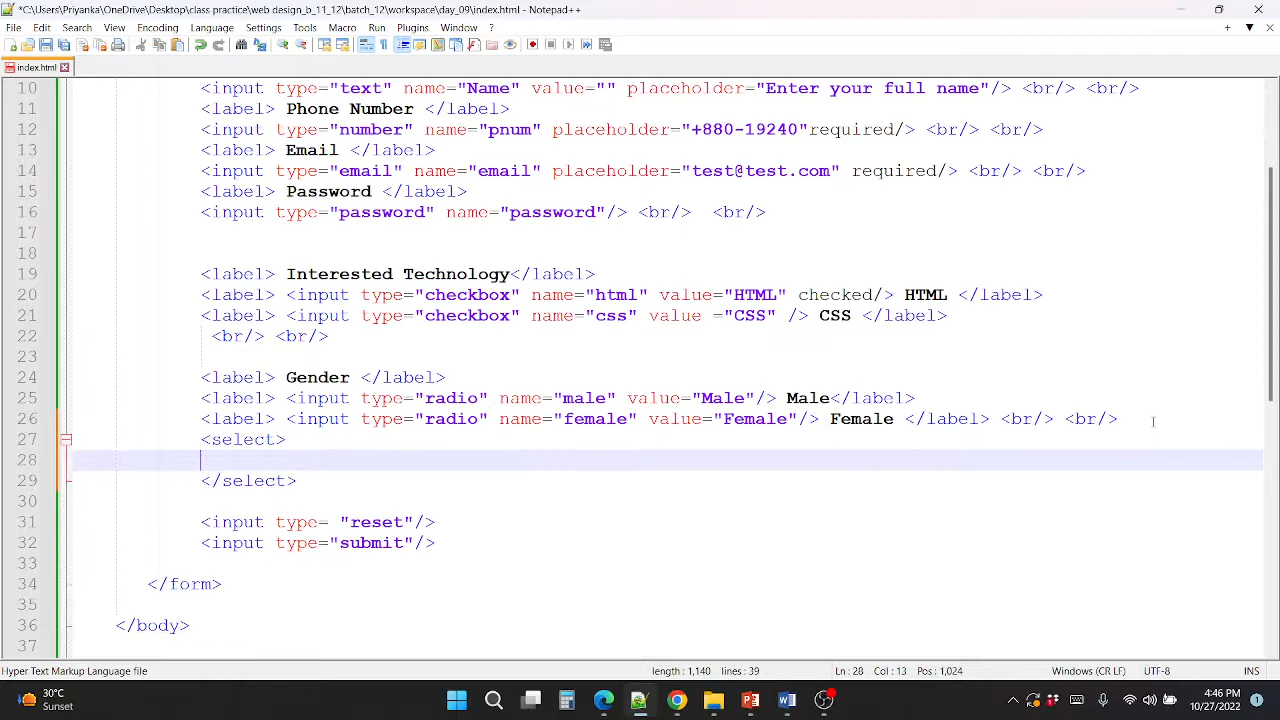 *C:\Users\Priyanka\OneDrive\Desktop\class practice\web design_b_11_12\batch_12\workspace\day_09\index.html - Notepad++
File Edit Search View Encoding Language Settings Tools Macro Run Plugins Window ?
index.html
10 <input type="text" name="Name" value="" placeholder="Enter your full name"/> <br/> <br/>
11 <label> Phone Number </label>
12 <input type="number" name="pnum" placeholder="+880-19240"required/> <br/> <br/>
13 <label> Email </label>
14 <input type="email" name="email" placeholder="test@test.com" required/> <br/> <br/>
15 <label> Password </label>
16 <input type="password" name="password"/> <br/>  <br/>
17
18
19 <label> Interested Technology</label>
20 <label> <input type="checkbox" name="html" value="HTML" checked/> HTML </label>
21 <label> <input type="checkbox" name="css" value ="CSS" /> CSS </label>
22 <br/> <br/>
23
24 <label> Gender </label>
25 <label> <input type="radio" name="male" value="Male"/> Male</label>
26 <label> <input type="radio" name="female" value="Female"/> Female </label> <br/> <br/>
27 <select>
28
29 </select>
30
31 <input type= "reset"/>
32 <input type="submit"/>
33
34 </form>
35
36 </body>
37
Hyper Text Markup Language file length : 1,140 lines : 39 Ln : 28 Col : 13 Pos : 1,024 Windows (CR LF) UTF-8 INS
30°C
Sunset
4:46 PM
10/27/2022